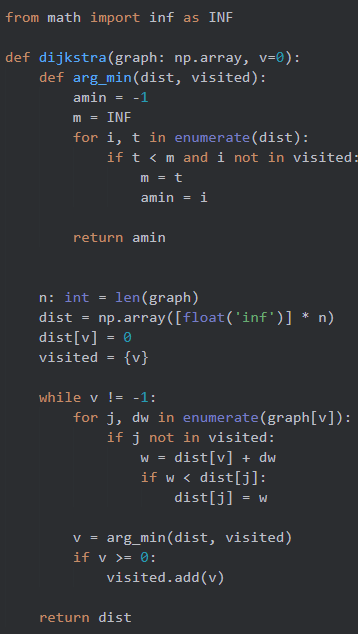 from math import inf as INF

def dijkstra(graph: np.array, v=0):
    def arg_min(dist, visited):
        amin = -1
        m = INF
        for i, t in enumerate(dist):
            if t < m and i not in visited:
                m = t
                amin = i

        return amin


    n: int = len(graph)
    dist = np.array([float('inf')] * n)
    dist[v] = 0
    visited = {v}

    while v != -1:
        for j, dw in enumerate(graph[v]):
            if j not in visited:
                w = dist[v] + dw
                if w < dist[j]:
                    dist[j] = w

        v = arg_min(dist, visited)
        if v >= 0:
            visited.add(v)

    return dist